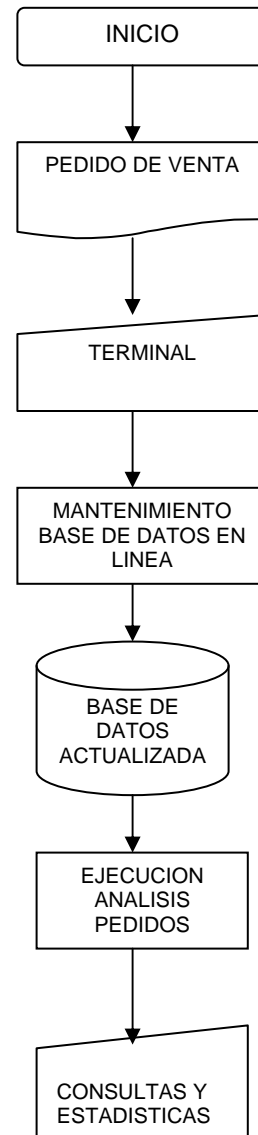 INICIO
PEDIDO DE VENTA
TERMINAL
MANTENIMIENTO
BASE DE DATOS EN
LINEA
BASE DE
DATOS
ACTUALIZADA
EJECUCION
ANALISIS
PEDIDOS
CONSULTAS Y
ESTADISTICAS